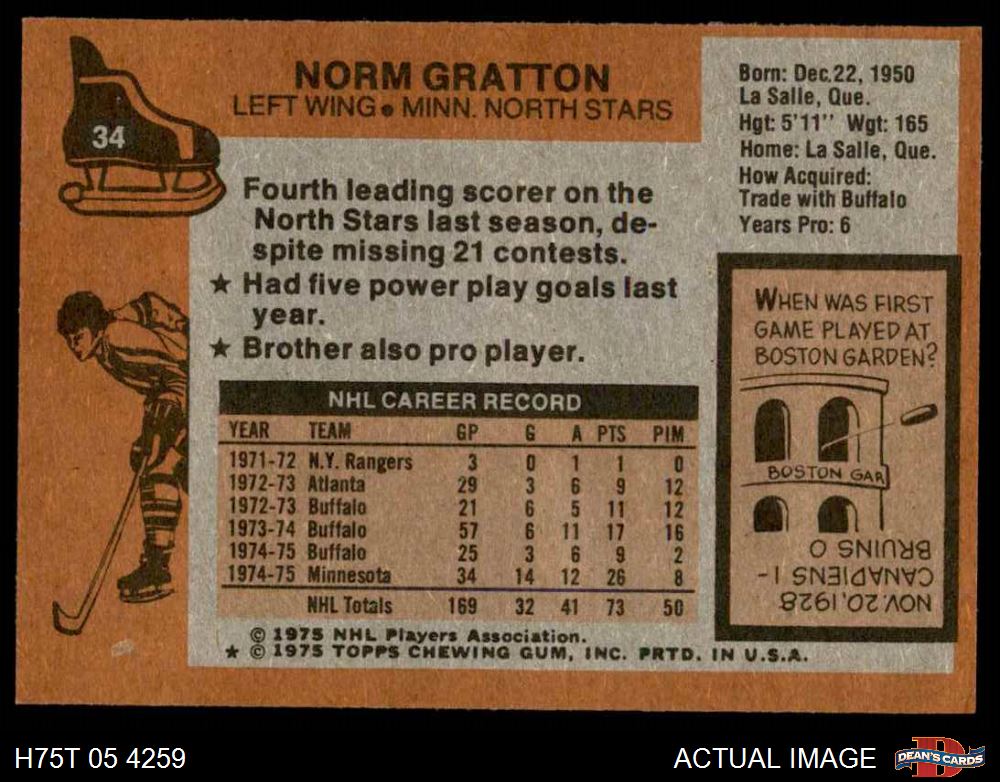 34
NORM GRATTON
LEFT WING ● MINN. NORTH STARS
Born: Dec. 22, 1950
La Salle, Que.
Hgt: 5'11" Wgt: 165
Home: La Salle, Que.
How Acquired:
Trade with Buffalo
Years Pro: 6
Fourth leading scorer on the
North Stars last season, de-
spite missing 21 contests.
★ Had five power play goals last
year.
★ Brother also pro player.
NHL CAREER RECORD
YEAR TEAM GP G A PTS PIM
1971-72 N.Y. Rangers 3 0 1 1 0
1972-73 Atlanta 29 3 6 9 12
1972-73 Buffalo 21 6 5 11 12
1973-74 Buffalo 57 6 11 17 16
1974-75 Buffalo 25 3 6 9 2
1974-75 Minnesota 34 14 12 26 8
NHL Totals 169 32 41 73 50
© 1975 NHL Players Association.
★ © 1975 TOPPS CHEWING GUM, INC. PRTD. IN U.S.A.
WHEN WAS FIRST
GAME PLAYED AT
BOSTON GARDEN?
BOSTON GAR
NOV. 20, 1928
CANADIENS 1-
BRUINS 0
H75T 05 4259
ACTUAL IMAGE
D
DEAN'S CARDS